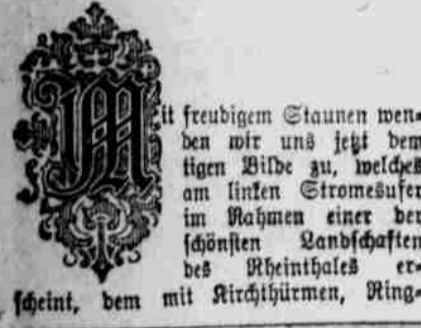 Mit freudigem Staunen wen-
den wir uns jetzt dem
tigen Bilde zu, welches
am linken Stromesufer
im Rahmen einer der
schönsten Landschaften
des Rheinthales er-
scheint, dem mit Kirchthürmen, Ring-